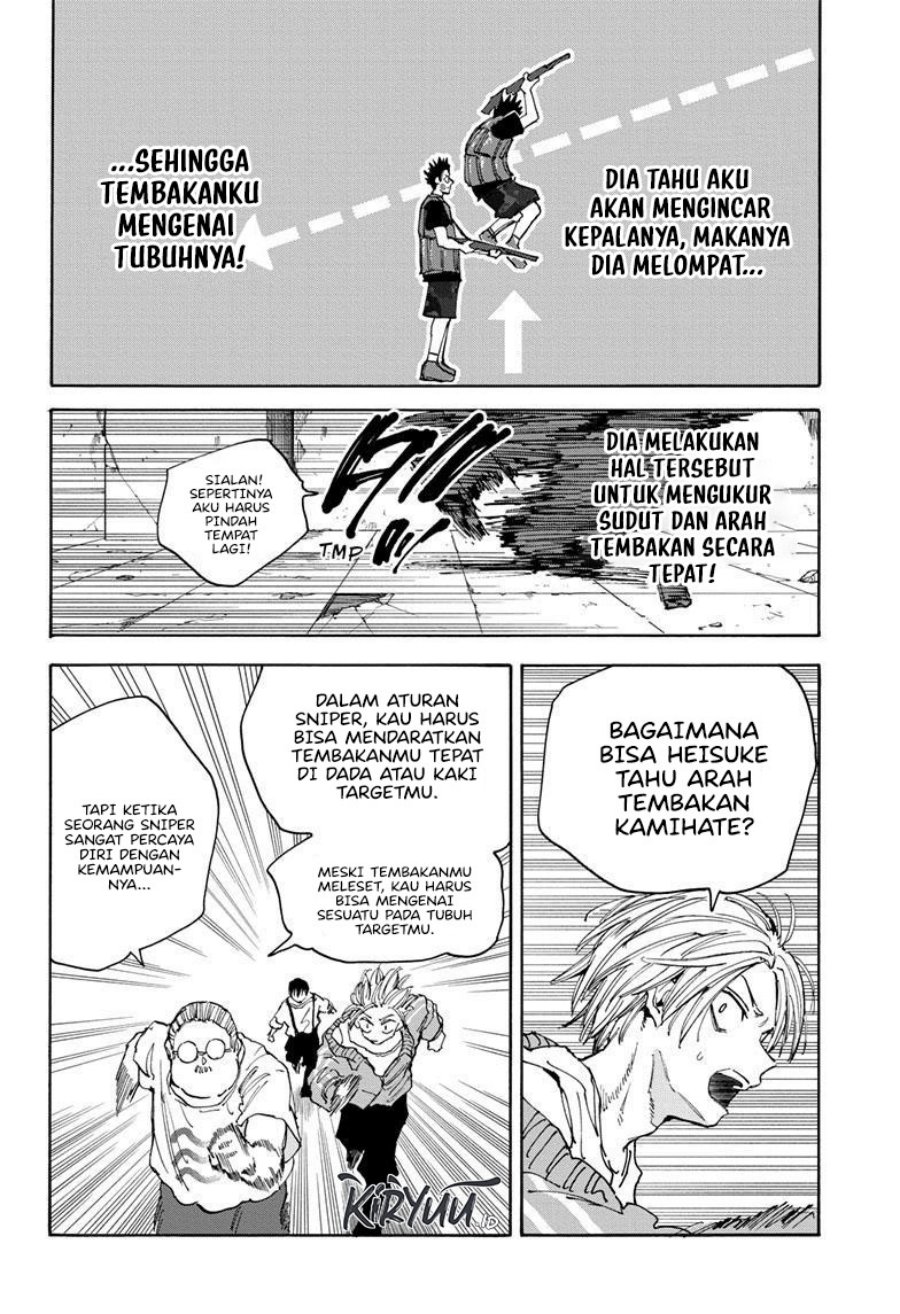 DIA TAHU AKU
AKAN MENGINCAR
KEPALANYA, MAKANYA
DIA MELOMPAT...
...SEHINGGA
TEMBAKANKU
MENGENAI
TUBUHNYA!
DIA MELAKUKAN
HAL TERSEBUT
UNTUK MENGUKUR
SUDUT DAN ARAH
TEMBAKAN SECARA
TEPAT!
TMP
SIALAN!
SEPERTINYA
AKU HARUS
PINDAH
TEMPAT
LAGI!
BAGAIMANA
BISA HEISUKE
TAHU ARAH
TEMBAKAN
KAMIHATE?
DALAM ATURAN
SNIPER, KAU HARUS
BISA MENDARATKAN
TEMBAKANMU TEPAT
DI DADA ATAU KAKI
TARGETMU.
MESKI TEMBAKANMU
MELESET, KAU HARUS
BISA MENGENAI
SESUATU PADA TUBUH
TARGETMU.
TAPI KETIKA
SEORANG SNIPER
SANGAT PERCAYA
DIRI DENGAN
KEMAMPUAN-
NYA...
KIRYUU.ID